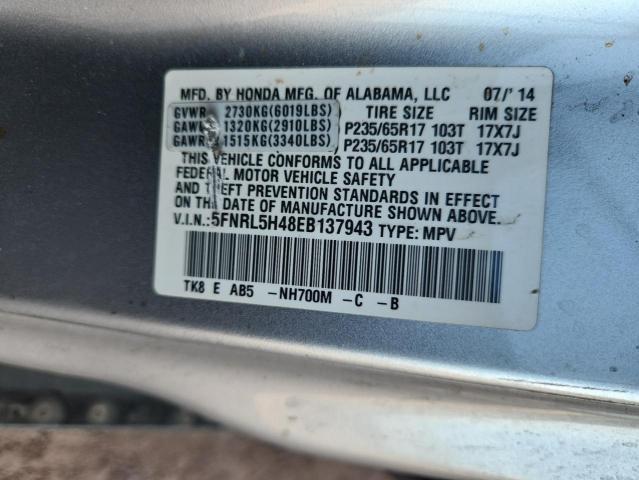 MFD. BY HONDA MFG. OF ALABAMA, LLC 07/'14
GVWR 2730KG(6019LBS) TIRE SIZE RIM SIZE
GAWR 1320KG(2910LBS) P235/65R17 103T 17X7J
GAWR 1515KG(3340LBS) P235/65R17 103T 17X7J
THIS VEHICLE CONFORMS TO ALL APPLICABLE
FEDERAL MOTOR VEHICLE SAFETY
AND THEFT PREVENTION STANDARDS IN EFFECT
ON THE DATE OF MANUFACTURE SHOWN ABOVE.
V.I.N.:5FNRL5H48EB137943 TYPE: MPV
TK8 E AB5 -NH700M -C -B